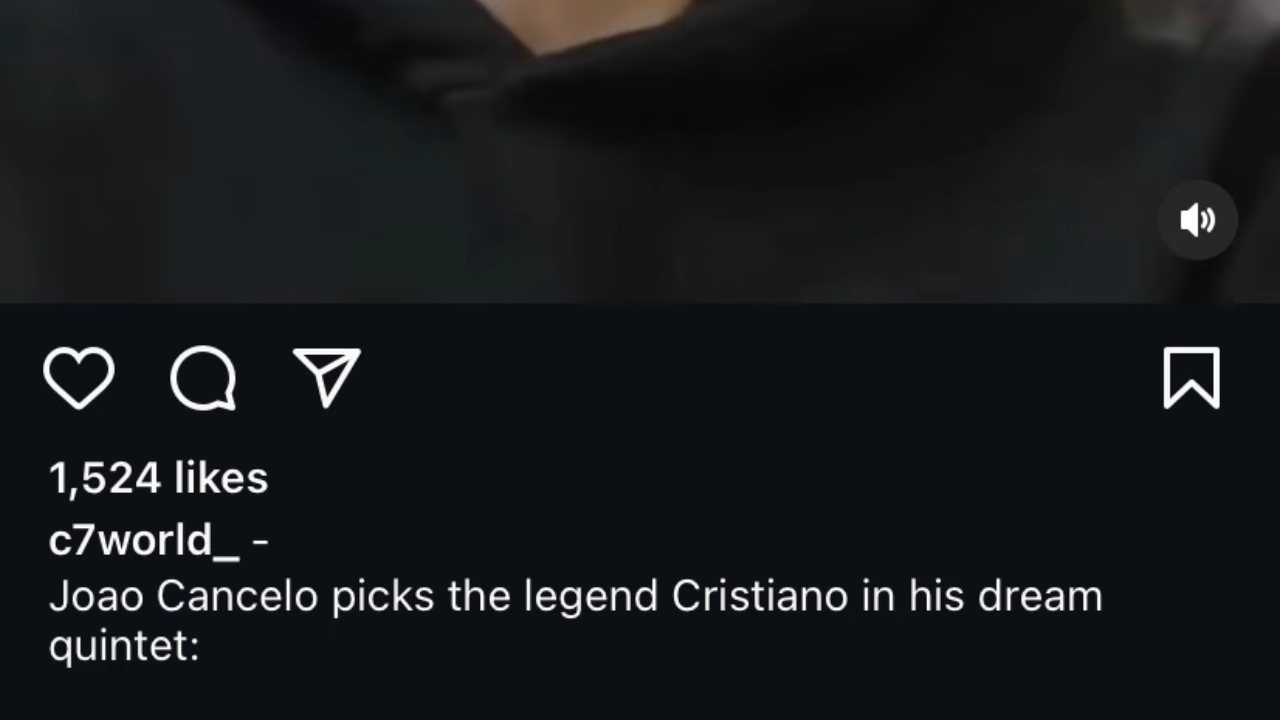 1,524 likes
c7world_ -
Joao Cancelo picks the legend Cristiano in his dream
quintet: